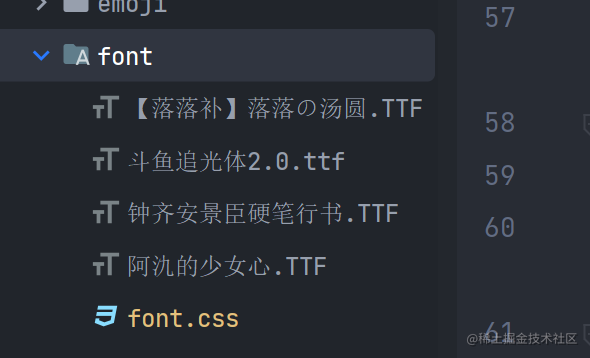 emoji
57
font
【落落补】落落の汤圆.TTF
58
斗鱼追光体2.0.ttf
59
钟齐安景臣硬笔行书.TTF
60
阿氿的少女心.TTF
font.css
61
@稀土掘金技术社区